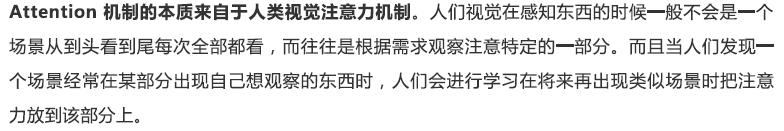 Attention 机制的本质来自于人类视觉注意力机制。人们视觉在感知东西的时候一般不会是一个
场景从到头看到尾每次全部都看，而往往是根据需求观察注意特定的一部分。而且当人们发现一
个场景经常在某部分出现自己想观察的东西时，人们会进行学习在将来再出现类似场景时把注意
力放到该部分上。